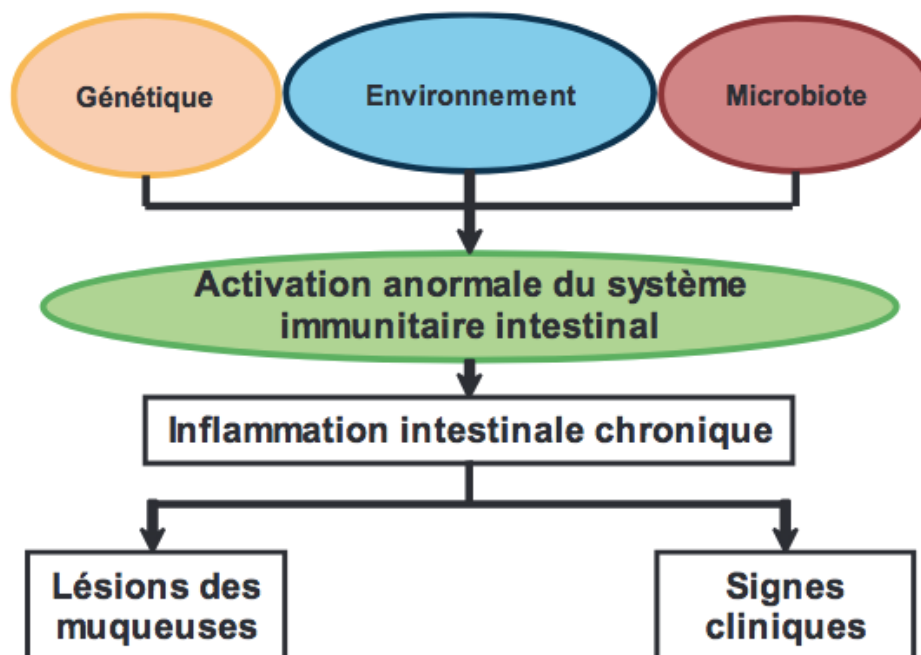 Génétique
Environnement
Microbiote
Activation anormale du système
immunitaire intestinal
Inflammation intestinale chronique
Lésions des
muqueuses
Signes
cliniques